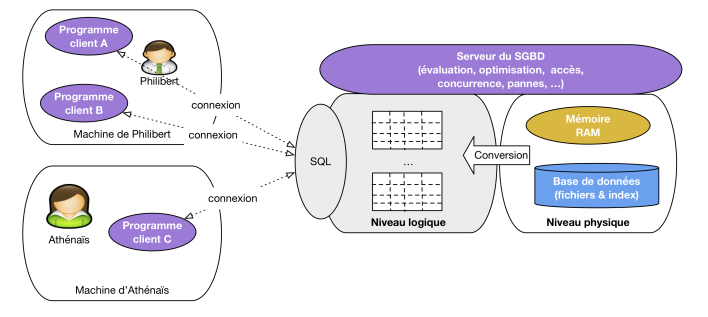 Programme
client A
Philibert
Programme
client B
Machine de Philibert
connexion
/
connexion
connexion
Athénaïs
Programme
client C
Machine d'Athénaïs
Serveur du SGBD
(évaluation, optimisation, accès,
concurrence, pannes, ...)
SQL
...
Niveau logique
Conversion
Mémoire
RAM
Base de données
(fichiers & index)
Niveau physique